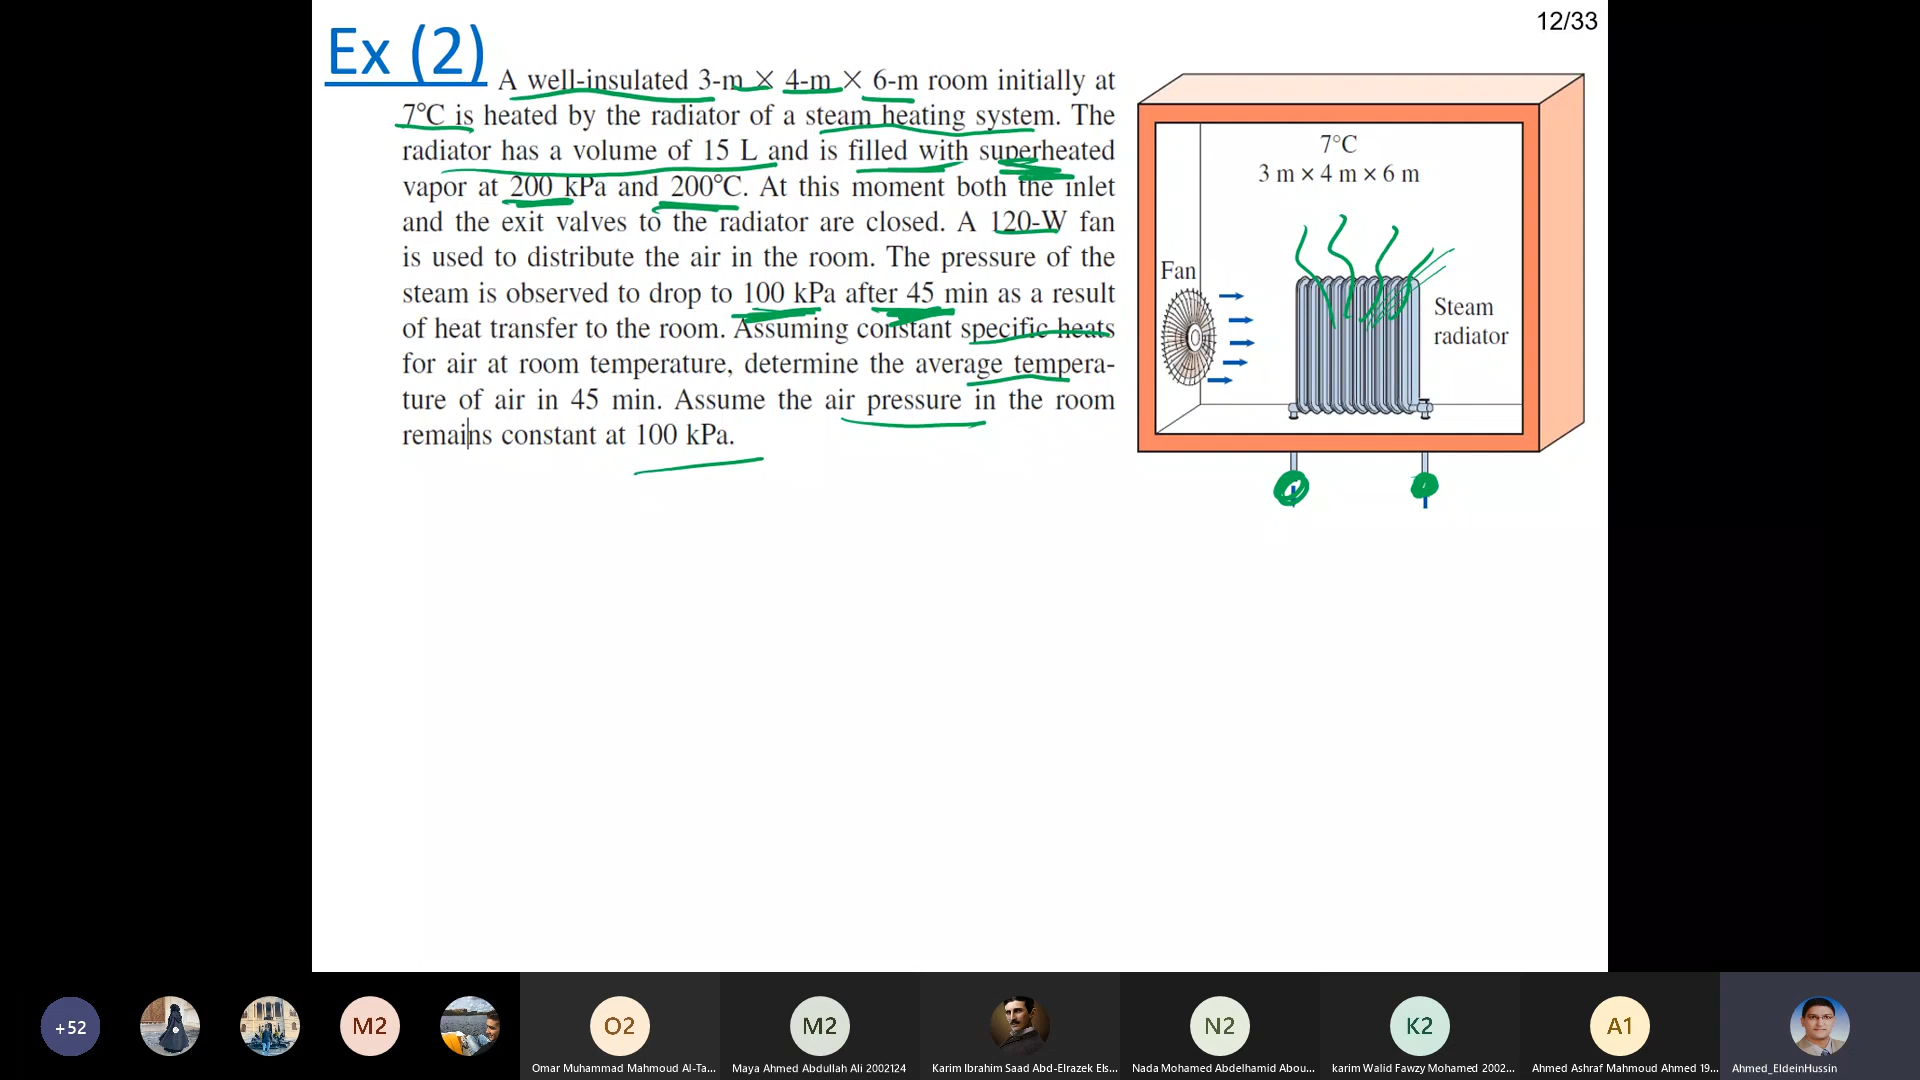 12/33
Ex (2)
A well-insulated 3-m × 4-m × 6-m room initially at
7°C is heated by the radiator of a steam heating system. The
radiator has a volume of 15 L and is filled with superheated
vapor at 200 kPa and 200°C. At this moment both the inlet
and the exit valves to the radiator are closed. A 120-W fan
is used to distribute the air in the room. The pressure of the
steam is observed to drop to 100 kPa after 45 min as a result
of heat transfer to the room. Assuming constant specific heats
for air at room temperature, determine the average tempera-
ture of air in 45 min. Assume the air pressure in the room
remains constant at 100 kPa.
7°C
3 m × 4 m × 6 m
Fan
Steam
radiator
+52
M2
O2
M2
N2
K2
A1
Omar Muhammad Mahmoud Al-Ta...
Maya Ahmed Abdullah Ali 2002124
Karim Ibrahim Saad Abd-Elrazek Els...
Nada Mohamed Abdelhamid Abou...
karim Walid Fawzy Mohamed 2002...
Ahmed Ashraf Mahmoud Ahmed 19...
Ahmed_EldeinHussin